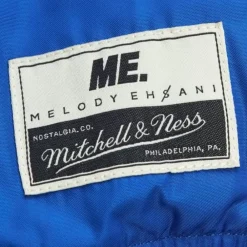 ME.
MELODY EHSANI
NOSTALGIA. CO.
Mitchell & Ness
PHILADELPHIA, PA.